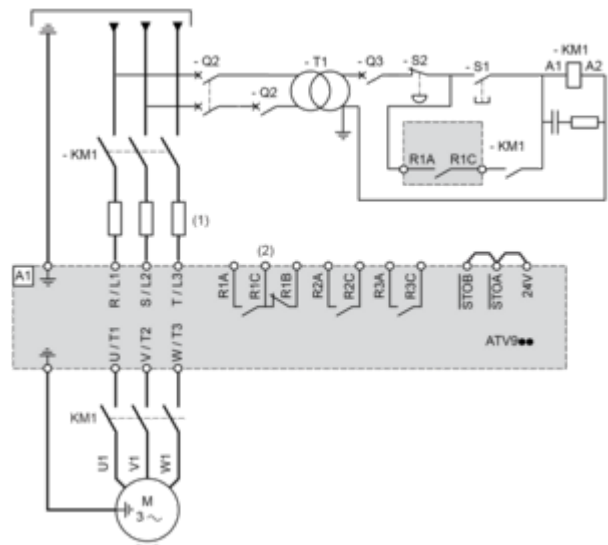 - Q2
- T1
- Q3
- S2
- S1
- KM1
A1
A2
- Q2
- KM1
R1A
R1C
- KM1
(1)
(2)
A1
R / L1
S / L2
T / L3
R1A
R1C
R1B
R2A
R2C
R3A
R3C
STOB
STOA
24V
U / T1
V / T2
W / T3
ATV9●●
KM1
U1
V1
W1
M
3 ~